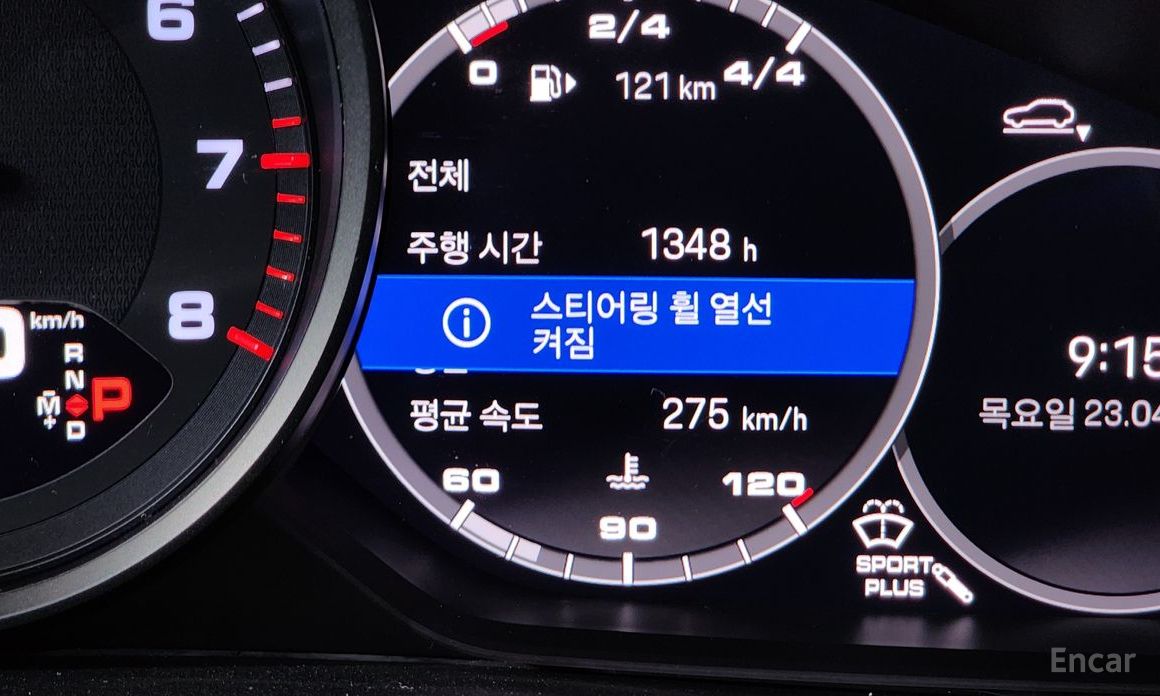 6
7
8
km/h
R
N
M
+
D
P
2/4
0
121 km
4/4
전체
주행 시간 1348 h
스티어링 휠 열선
켜짐
평균 속도 275 km/h
60
90
120
9:15
목요일 23.04
SPORT
PLUS
Encar